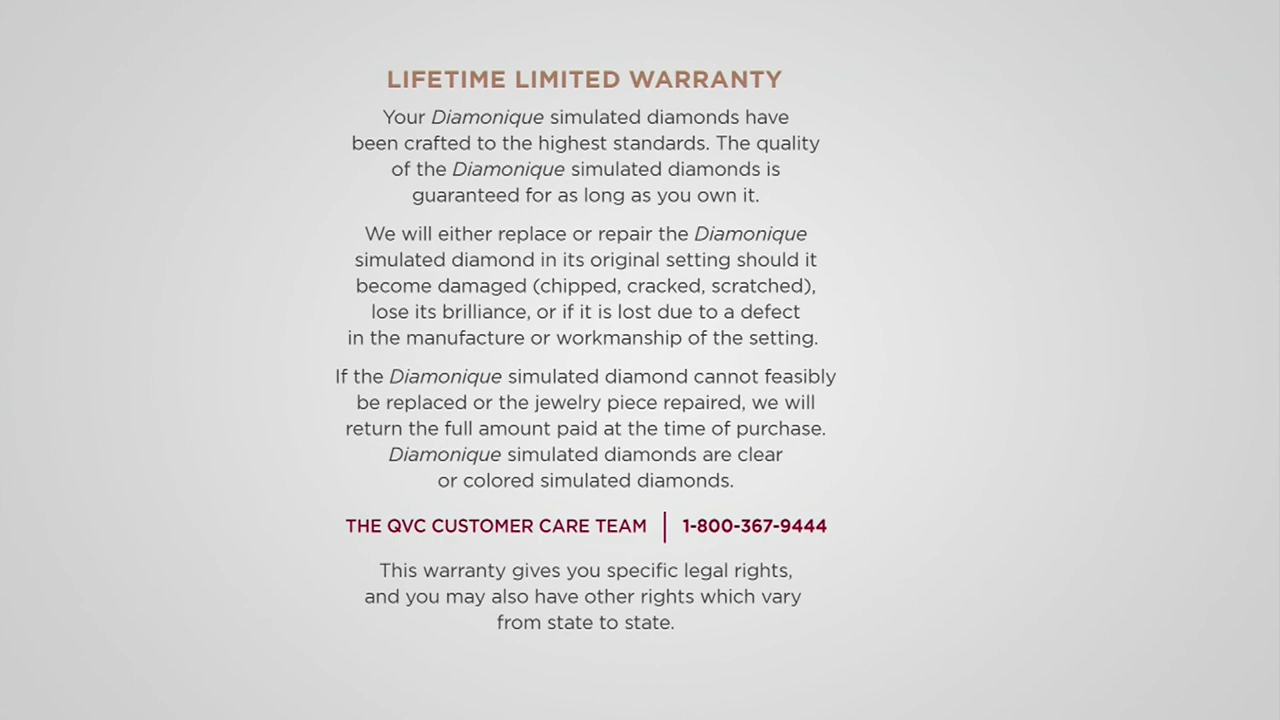 LIFETIME LIMITED WARRANTY
Your Diamonique simulated diamonds have
been crafted to the highest standards. The quality
of the Diamonique simulated diamonds is
guaranteed for as long as you own it.
We will either replace or repair the Diamonique
simulated diamond in its original setting should it
become damaged (chipped, cracked, scratched),
lose its brilliance, or if it is lost due to a defect
in the manufacture or workmanship of the setting.
If the Diamonique simulated diamond cannot feasibly
be replaced or the jewelry piece repaired, we will
return the full amount paid at the time of purchase.
Diamonique simulated diamonds are clear
or colored simulated diamonds.
THE QVC CUSTOMER CARE TEAM | 1-800-367-9444
This warranty gives you specific legal rights,
and you may also have other rights which vary
from state to state.